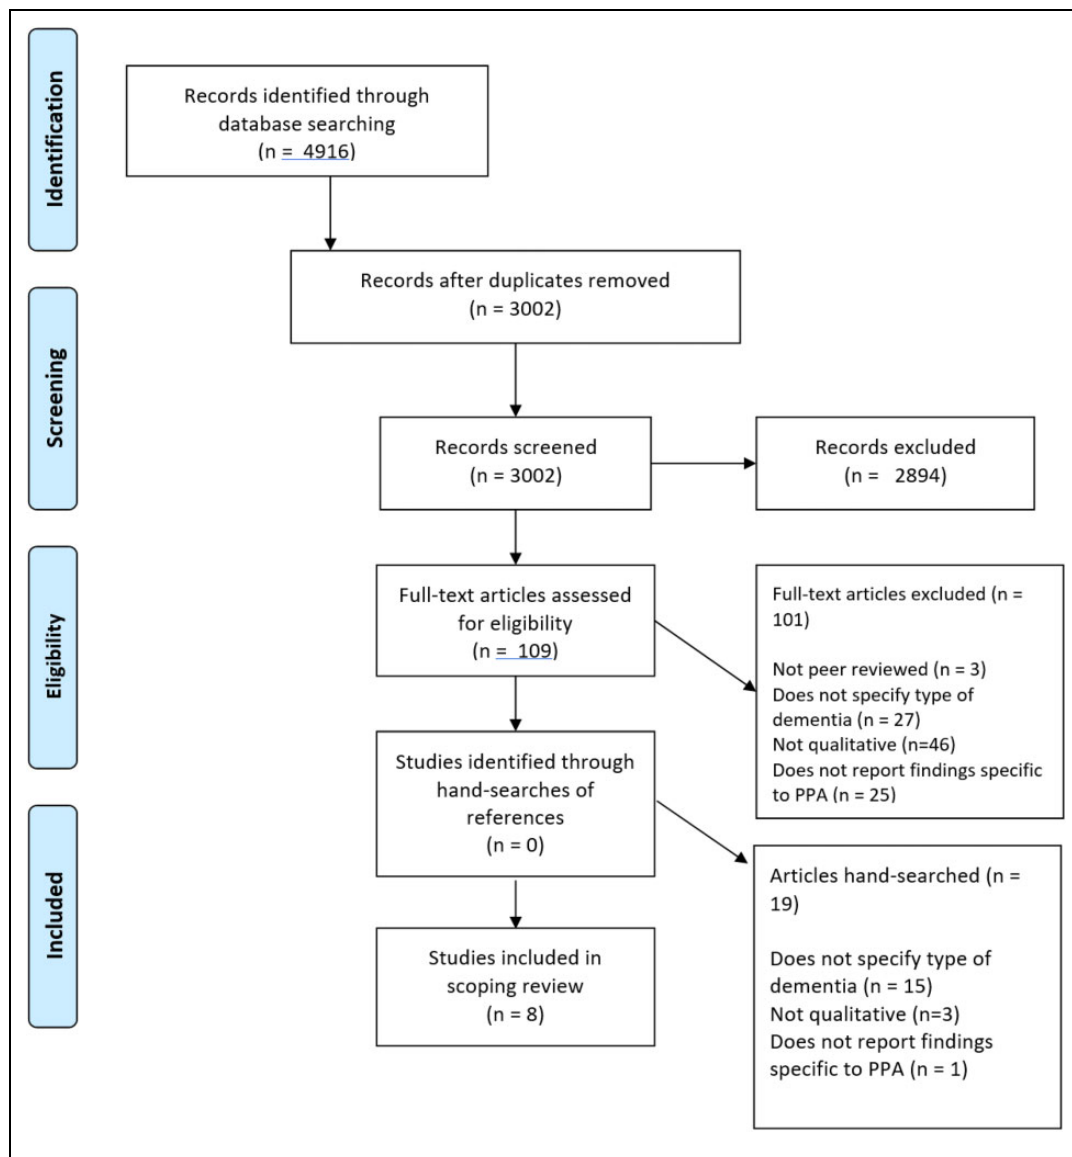 Identification
Records identified through
database searching
(n = 4916)
Records after duplicates removed
(n = 3002)
Screening
Records screened
(n = 3002)
Records excluded
(n = 2894)
Eligibility
Full-text articles assessed
for eligibility
(n = 109)
Full-text articles excluded (n =
101)
Not peer reviewed (n = 3)
Does not specify type of
dementia (n = 27)
Not qualitative (n=46)
Does not report findings specific
to PPA (n = 25)
Studies identified through
hand-searches of
references
(n = 0)
Articles hand-searched (n =
19)
Does not specify type of
dementia (n = 15)
Not qualitative (n=3)
Does not report findings
specific to PPA (n = 1)
Included
Studies included in
scoping review
(n = 8)